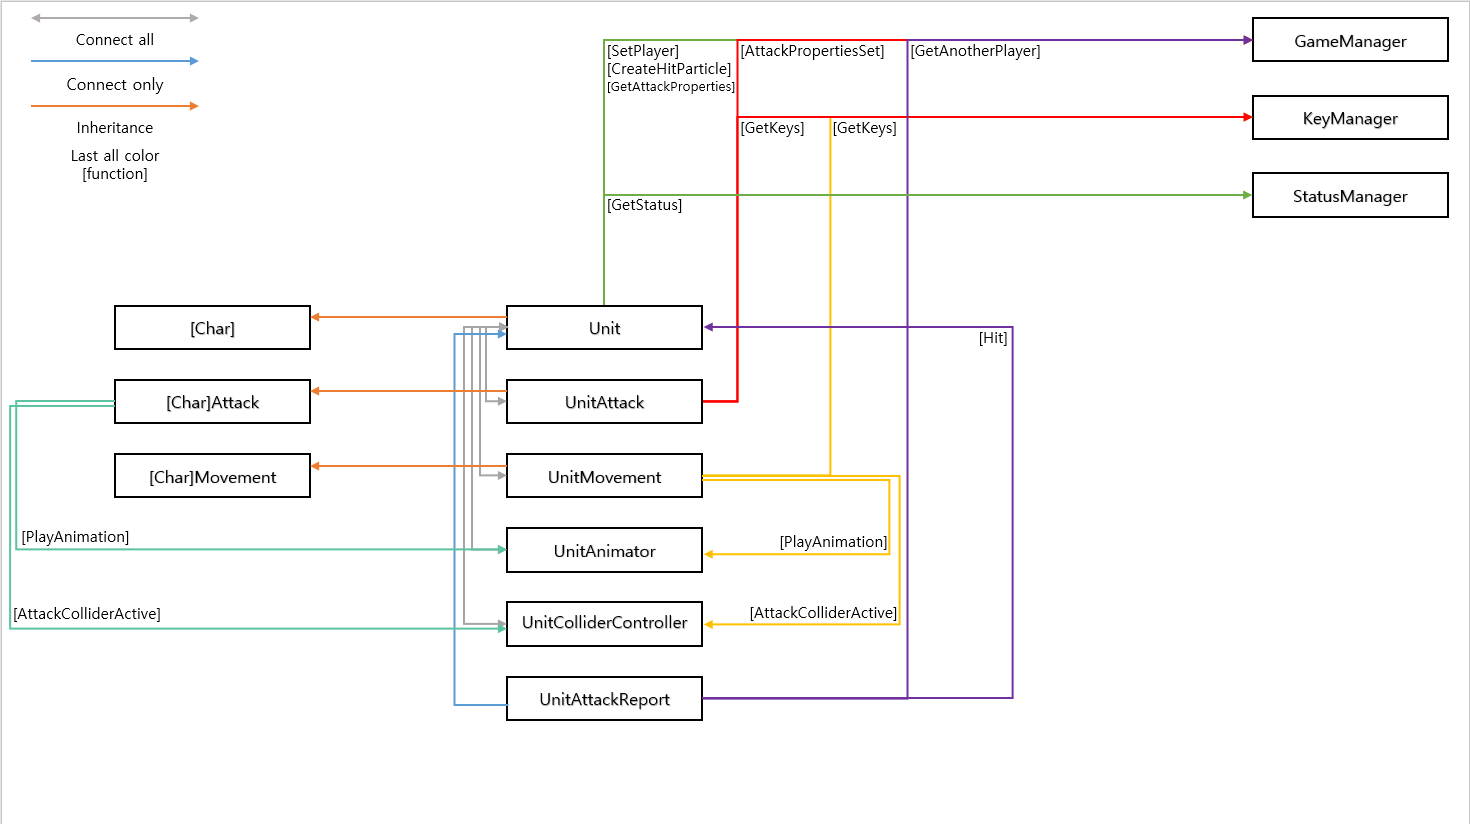 Connect all
Connect only
Inheritance
Last all color
[function]
[SetPlayer]
[CreateHitParticle]
[GetAttackProperties]
[AttackPropertiesSet]
[GetAnotherPlayer]
GameManager
[GetKeys]
[GetKeys]
KeyManager
[GetStatus]
StatusManager
[Char]
Unit
[Hit]
[Char]Attack
UnitAttack
[Char]Movement
UnitMovement
[PlayAnimation]
UnitAnimator
[PlayAnimation]
[AttackColliderActive]
UnitColliderController
[AttackColliderActive]
UnitAttackReport